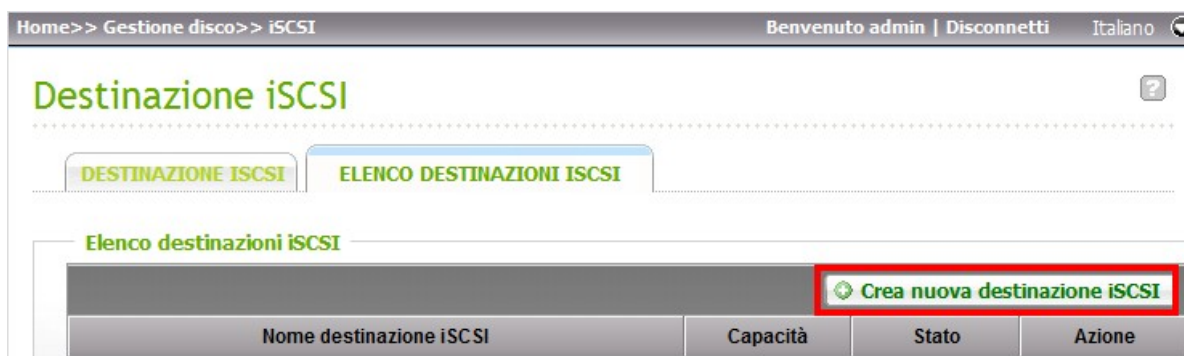 Home>> Gestione disco>> iSCSI Benvenuto admin | Disconnetti Italiano
Destinazione iSCSI ?
DESTINAZIONE ISCSI ELENCO DESTINAZIONI ISCSI
Elenco destinazioni iSCSI
Crea nuova destinazione iSCSI
Nome destinazione iSCSI Capacità Stato Azione